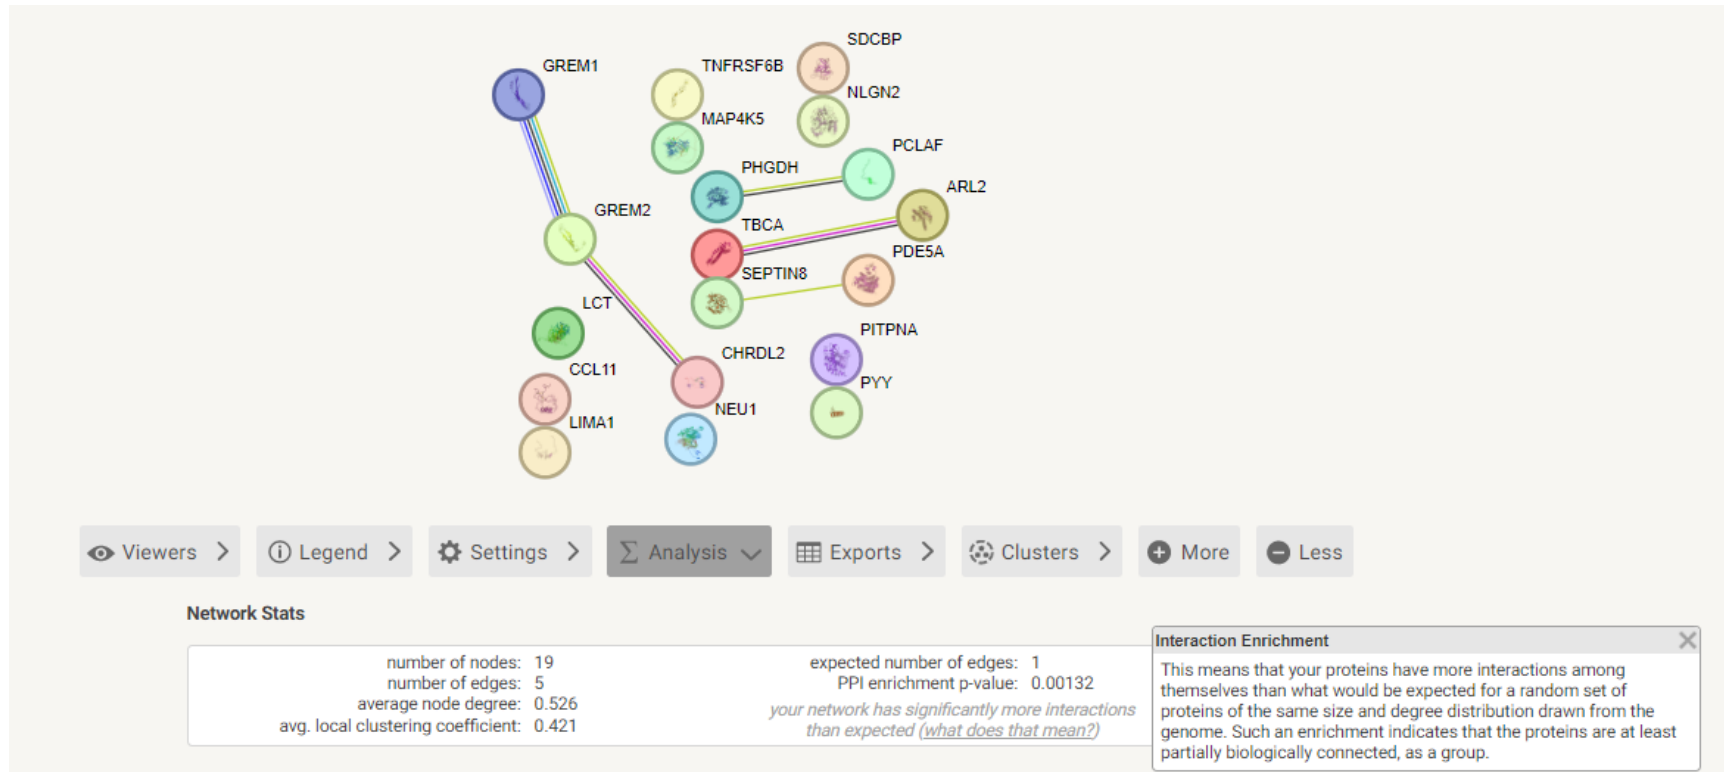 SDCBP
GREM1
TNFRSF6B
NLGN2
MAP4K5
PCLAF
PHGDH
ARL2
GREM2
TBCA
PDE5A
SEPTIN8
LCT
PITPNA
CHRDL2
CCL11
PYY
NEU1
LIMA1
Viewers
Legend
Settings
Σ Analysis
Exports
Clusters
More
Less
Network Stats
number of nodes: 19
number of edges: 5
average node degree: 0.526
avg. local clustering coefficient: 0.421
expected number of edges: 1
PPI enrichment p-value: 0.00132
your network has significantly more interactions
than expected (what does that mean?)
Interaction Enrichment
This means that your proteins have more interactions among
themselves than what would be expected for a random set of
proteins of the same size and degree distribution drawn from the
genome. Such an enrichment indicates that the proteins are at least
partially biologically connected, as a group.